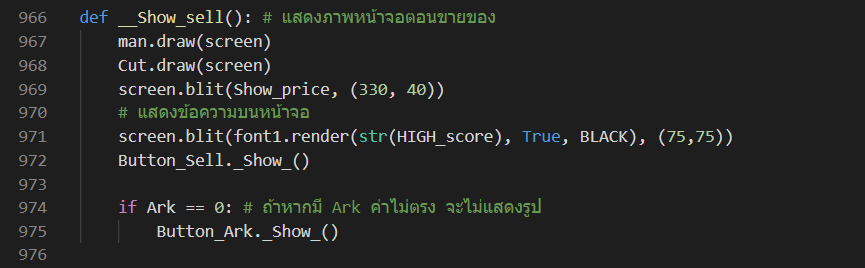 966 def __Show_sell(): # แสดงภาพหน้าจอตอนขายของ
967 man.draw(screen)
968 Cut.draw(screen)
969 screen.blit(Show_price, (330, 40))
970 # แสดงข้อความบนหน้าจอ
971 screen.blit(font1.render(str(HIGH_score), True, BLACK), (75,75))
972 Button_Sell._Show_()
973
974 if Ark == 0: # ถ้าหากมี Ark ค่าไม่ตรง จะไม่แสดงรูป
975 Button_Ark._Show_()
976